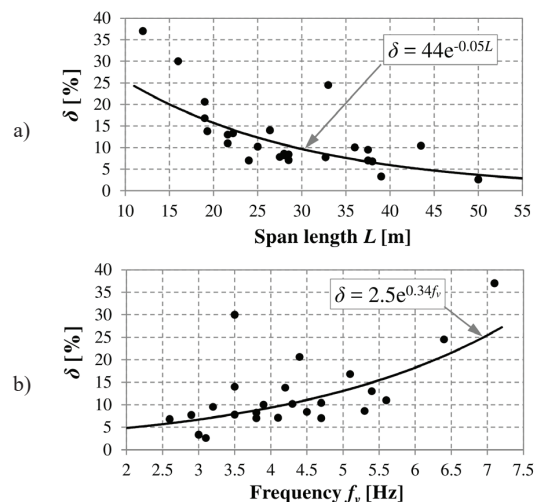 a)
δ [%]
40
35
30
25
20
15
10
5
0
δ = 44e^-0.05L
10 15 20 25 30 35 40 45 50 55
Span length L [m]
b)
δ [%]
40
35
30
25
20
15
10
5
0
δ = 2.5e^0.34fᵥ
2 2.5 3 3.5 4 4.5 5 5.5 6 6.5 7 7.5
Frequency fᵥ [Hz]